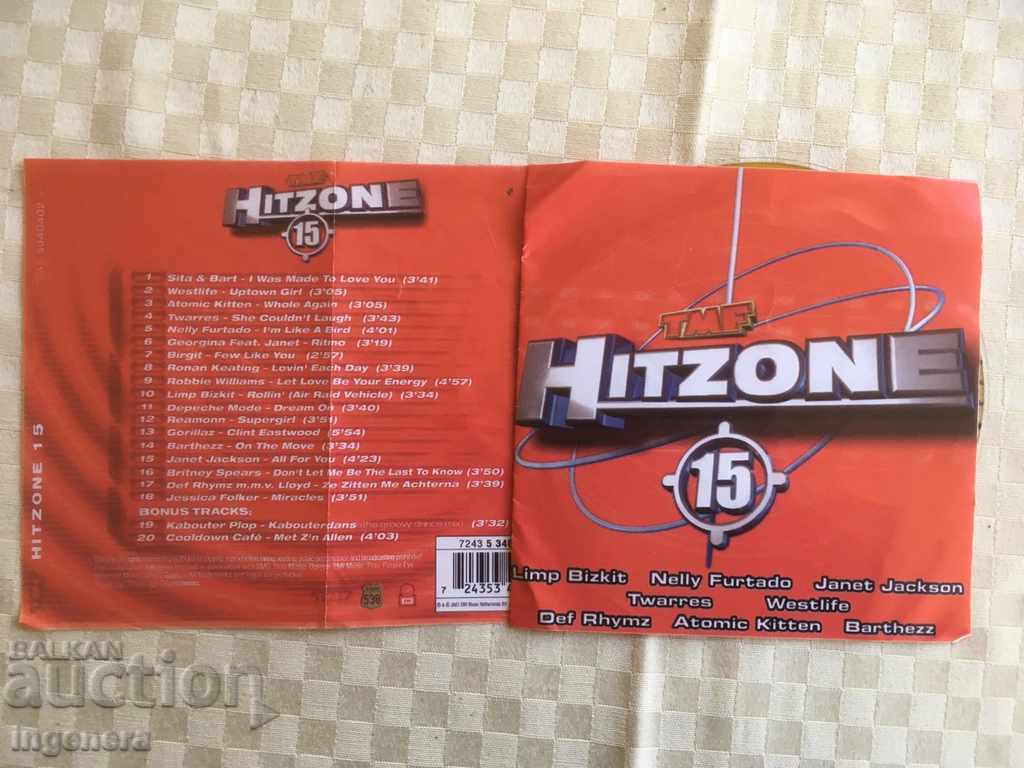 TMF
HITZONE
15
1 Sita & Bart - I Was Made To Love You (3'41)
2 Westlife - Uptown Girl (3'05)
3 Atomic Kitten - Whole Again (3'05)
4 Twarres - She Couldn't Laugh (3'43)
5 Nelly Furtado - I'm Like A Bird (4'01)
6 Georgina Feat. Janet - Ritmo (3'19)
7 Birgit - Few Like You (2'57)
8 Ronan Keating - Lovin' Each Day (3'39)
9 Robbie Williams - Let Love Be Your Energy (4'57)
10 Limp Bizkit - Rollin' (Air Raid Vehicle) (3'34)
11 Depeche Mode - Dream On (3'40)
12 Reamonn - Supergirl (3'51)
13 Gorillaz - Clint Eastwood (5'54)
14 Barthezz - On The Move (3'34)
15 Janet Jackson - All For You (4'23)
16 Britney Spears - Don't Let Me Be The Last To Know (3'50)
17 Def Rhymz m.m.v. Lloyd - Ze Zitten Me Achterna (3'39)
18 Jessica Folker - Miracles (3'51)
BONUS TRACKS:
19 Kabouter Plop - Kabouterdans (the groovy dance mix) (3'32)
20 Cooldown Café - Met Z'n Allen (4'03)
7243 5 340
7 24353 4
538
HITZONE 15
TMF
HITZONE
15
Limp Bizkit Nelly Furtado Janet Jackson
Twarres Westlife
Def Rhymz Atomic Kitten Barthezz
BALKAN
auction
ingenera